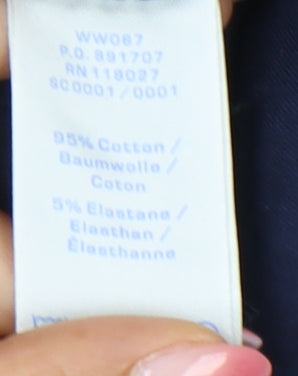 WW067
P.O. 891707
RN 118027
SC0001 / 0001
95% Cotton /
Baumwolle /
Coton
5% Elastane /
Elasthan /
Élasthanne